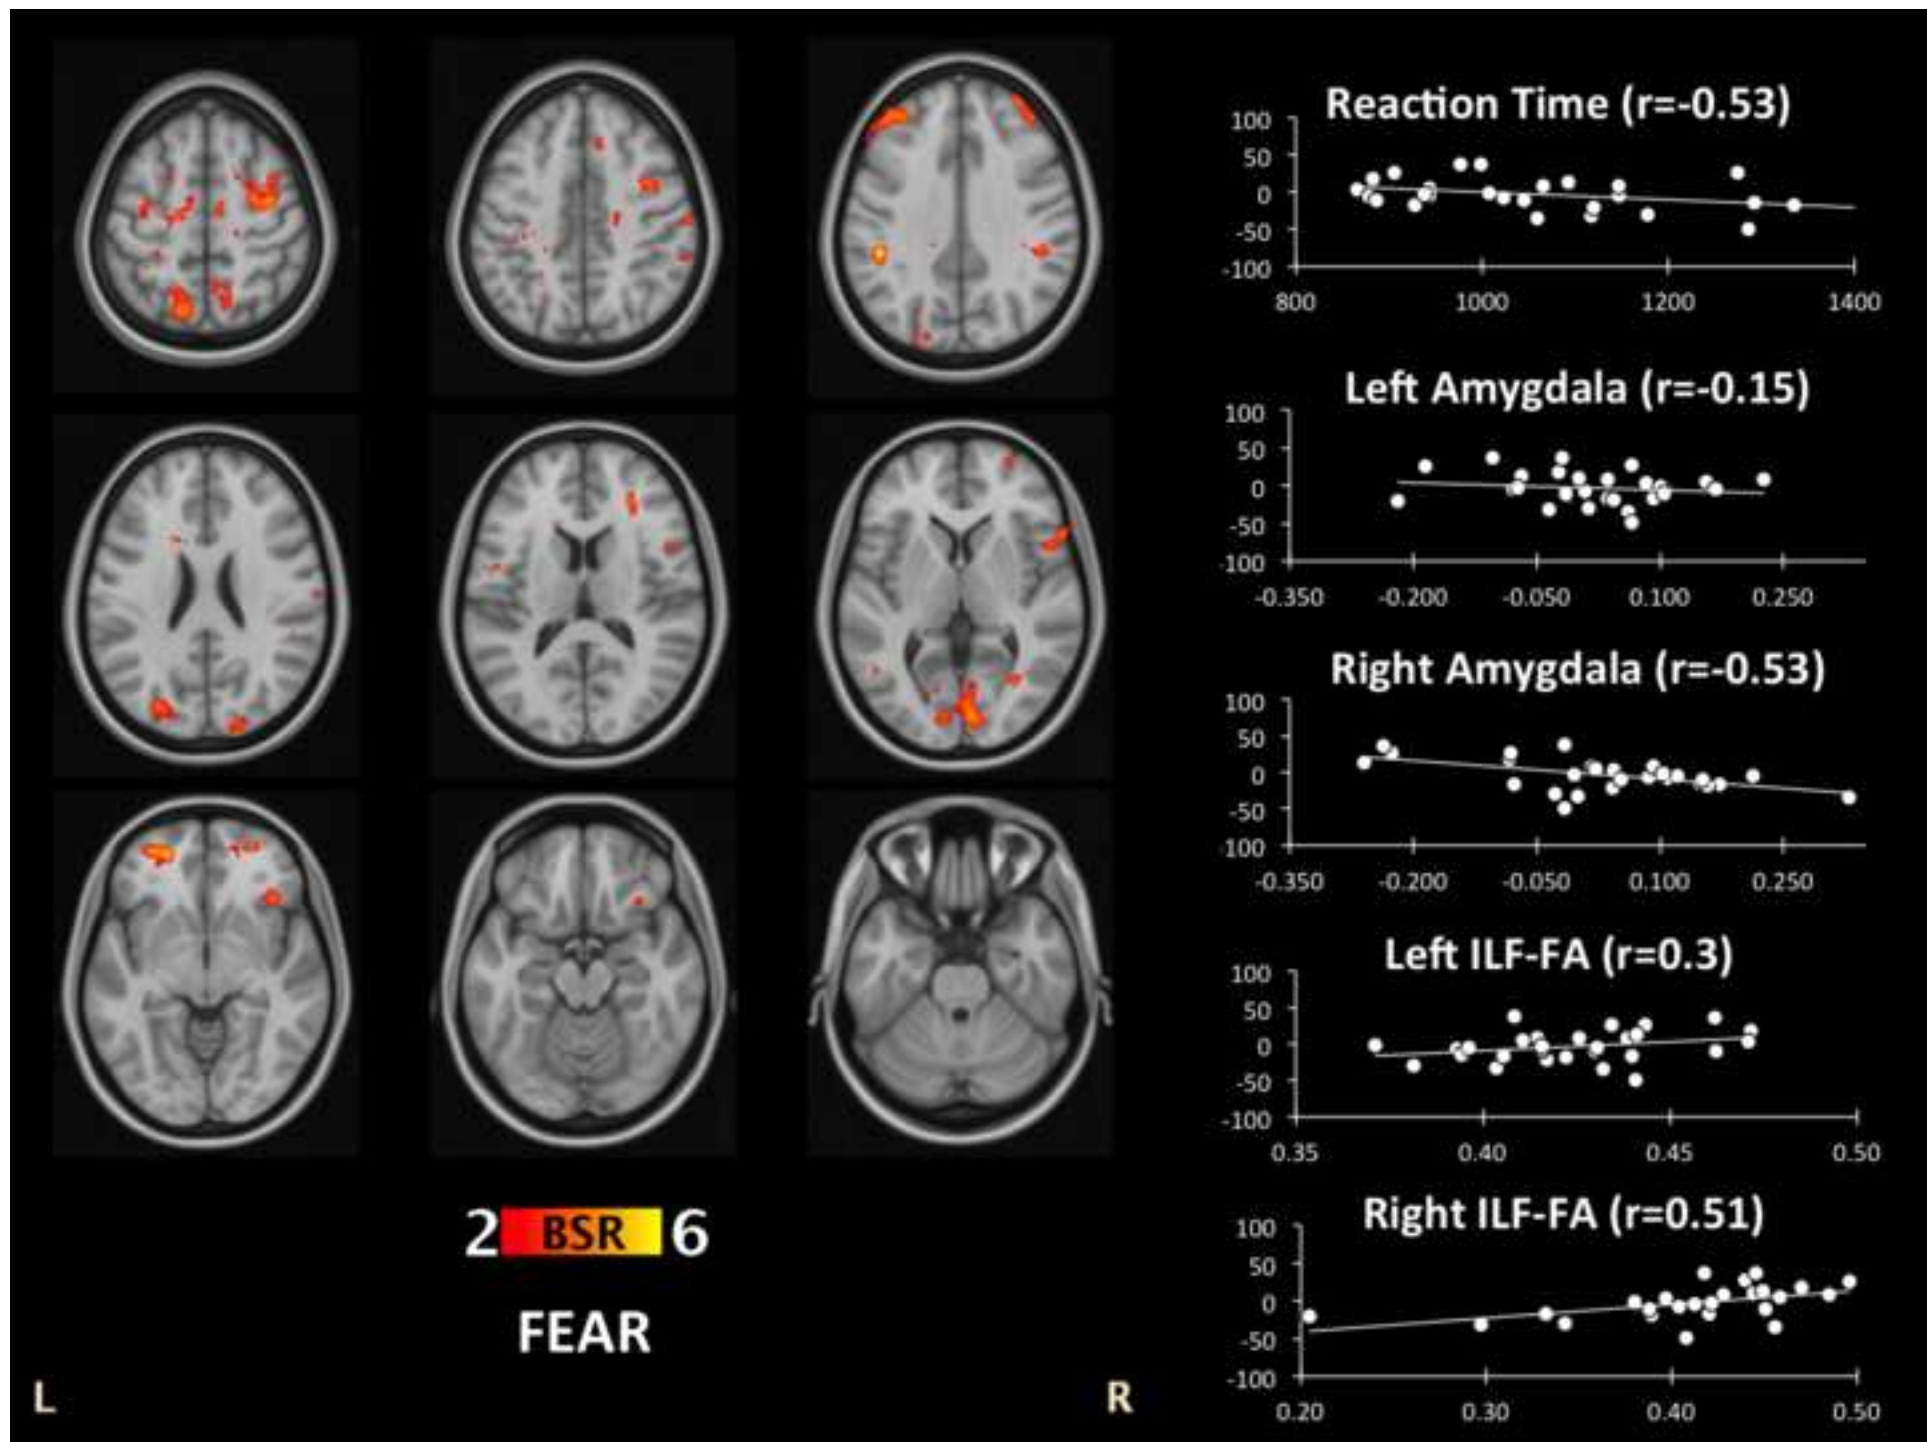 Reaction Time (r=-0.53)
100
50
0
-50
-100
800 1000 1200 1400
Left Amygdala (r=-0.15)
100
50
0
-50
-100
-0.350 -0.200 -0.050 0.100 0.250
Right Amygdala (r=-0.53)
100
50
0
-50
-100
-0.350 -0.200 -0.050 0.100 0.250
Left ILF-FA (r=0.3)
100
50
0
-50
-100
0.35 0.40 0.45 0.50
Right ILF-FA (r=0.51)
100
50
0
-50
-100
0.20 0.30 0.40 0.50
2 BSR 6
FEAR
L R